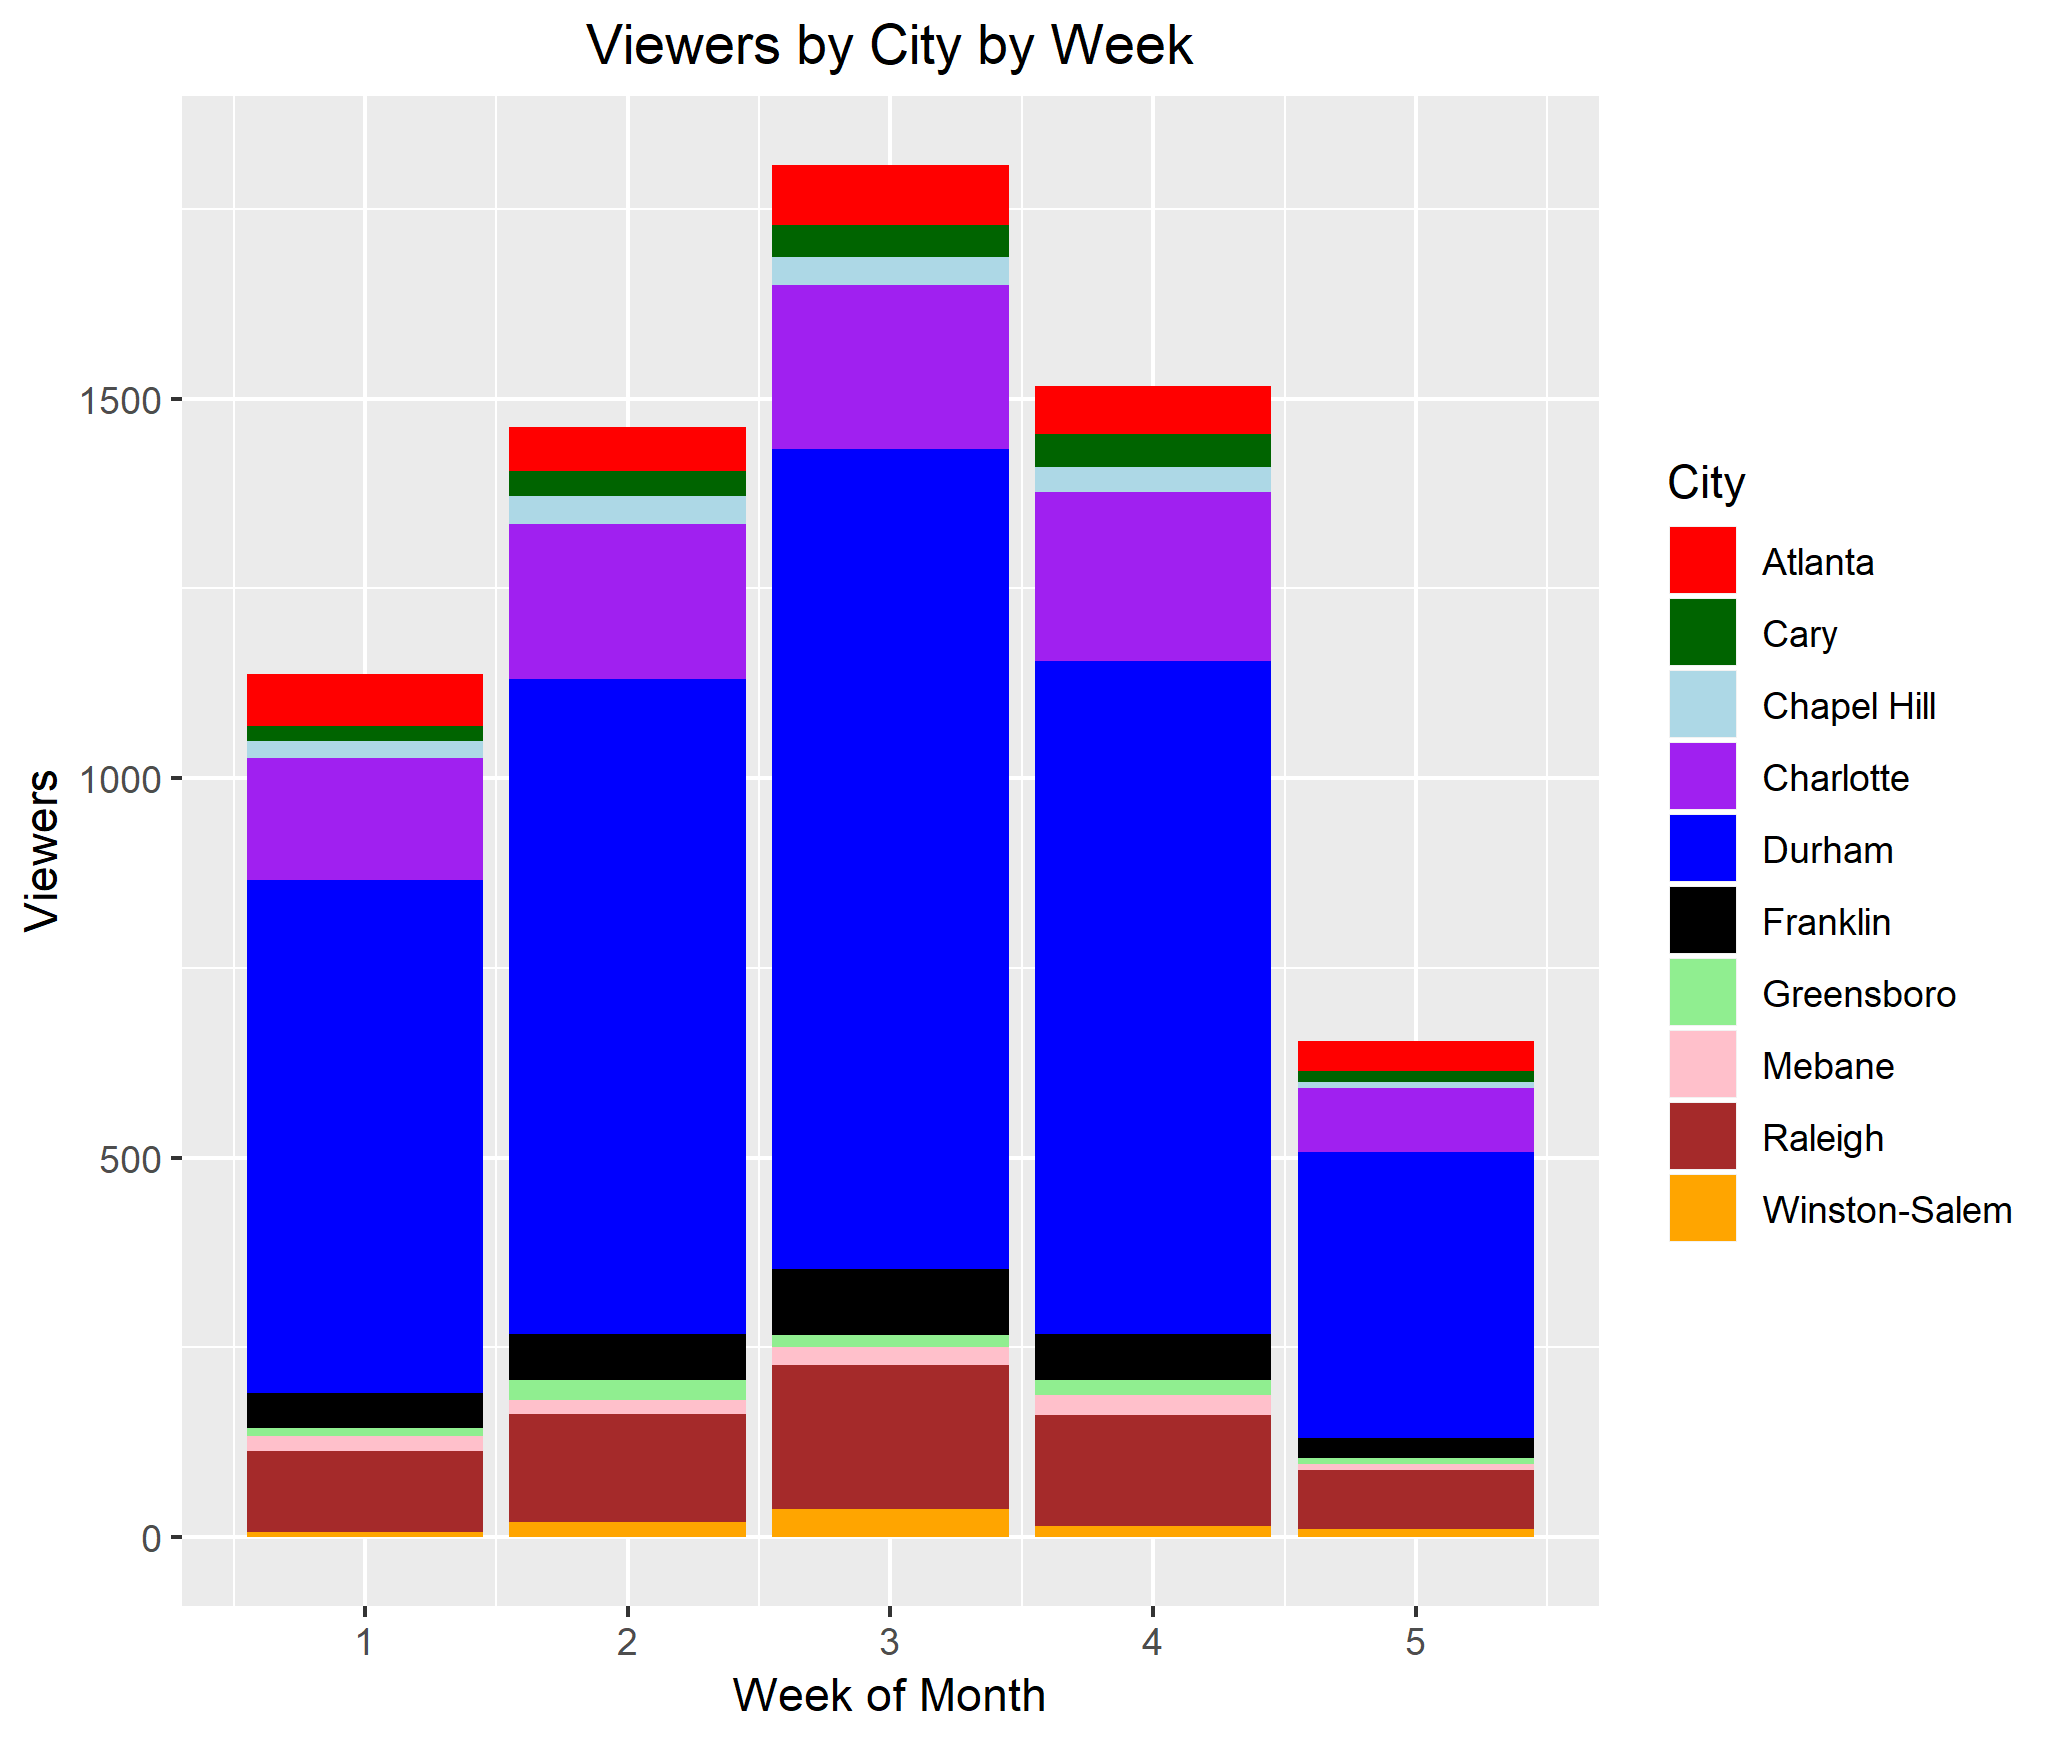 Viewers by City by Week
Viewers
1500
1000
500
0
1 2 3 4 5
Week of Month
City
Atlanta
Cary
Chapel Hill
Charlotte
Durham
Franklin
Greensboro
Mebane
Raleigh
Winston-Salem